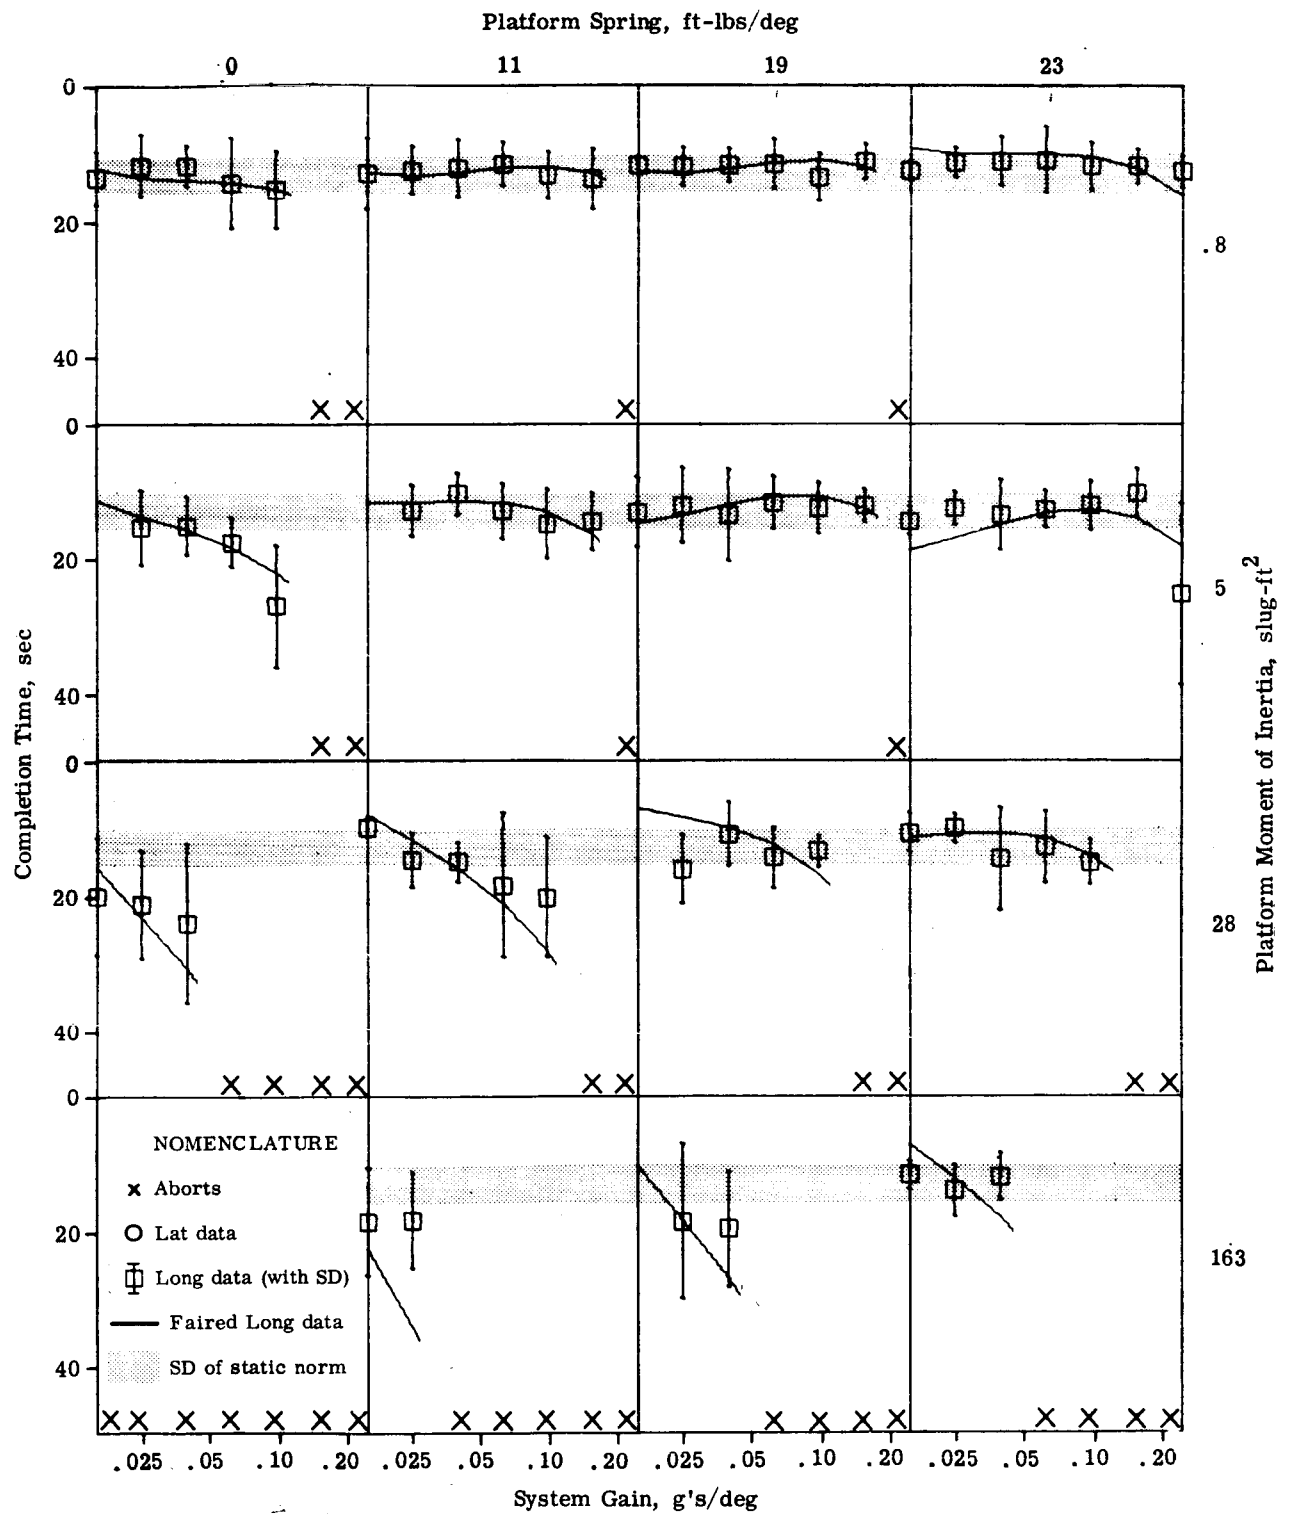 Platform Spring, ft-lbs/deg
0 11 19 23
0
20
40
.8
0
20
40
5
0
20
40
28
0
20
40
163
Completion Time, sec
Platform Moment of Inertia, slug-ft²
NOMENCLATURE
× Aborts
Lat data
Long data (with SD)
Faired Long data
SD of static norm
.025 .05 .10 .20 .025 .05 .10 .20 .025 .05 .10 .20 .025 .05 .10 .20
System Gain, g's/deg